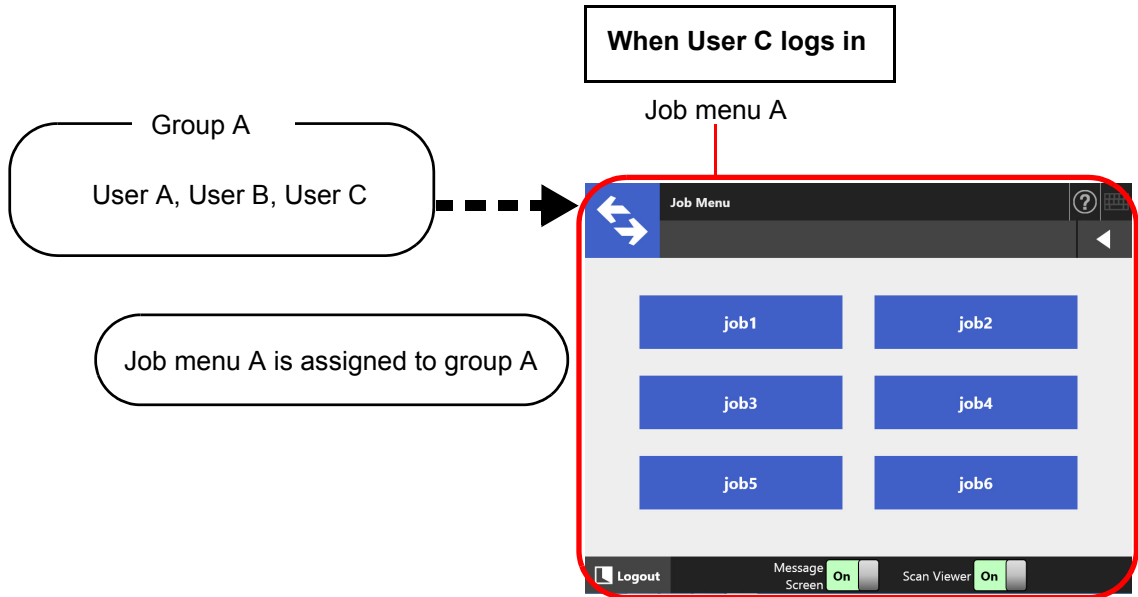 When User C logs in
Job menu A
Group A
User A, User B, User C
Job menu A is assigned to group A
Job Menu
?
job1
job2
job3
job4
job5
job6
Logout
Message
Screen
On
Scan Viewer
On